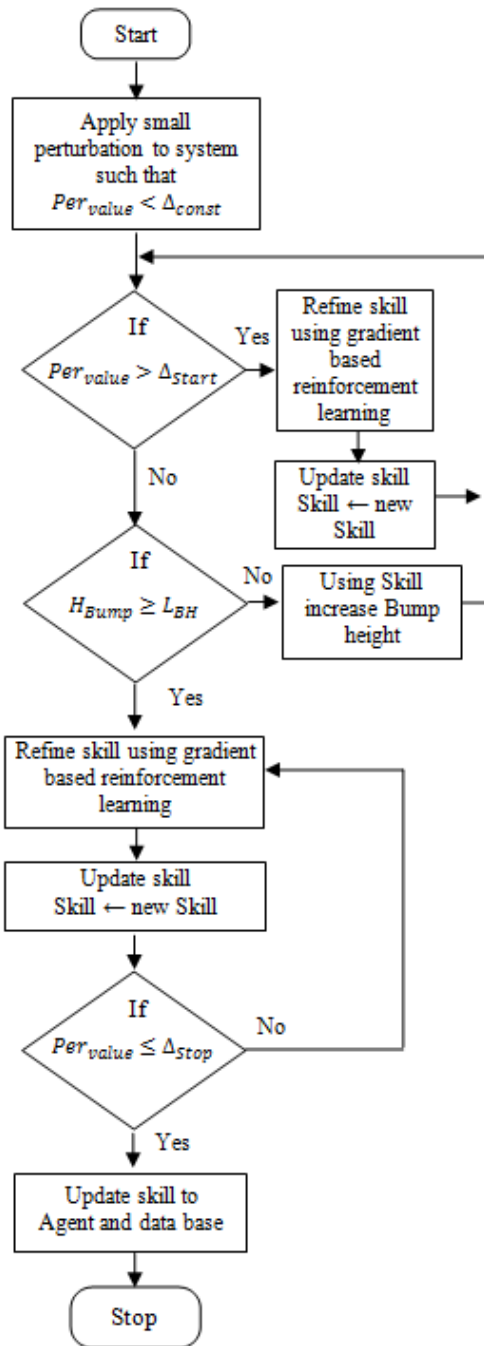 Start
Apply small
perturbation to system
such that
Per_value < Δ_const
If
Per_value > Δ_Start
Yes
Refine skill
using gradient
based
reinforcement
learning
Update skill
Skill ← new
Skill
No
If
H_Bump ≥ L_BH
No
Using Skill
increase Bump
height
Yes
Refine skill using gradient
based reinforcement
learning
Update skill
Skill ← new Skill
If
Per_value ≤ Δ_Stop
No
Yes
Update skill to
Agent and data base
Stop